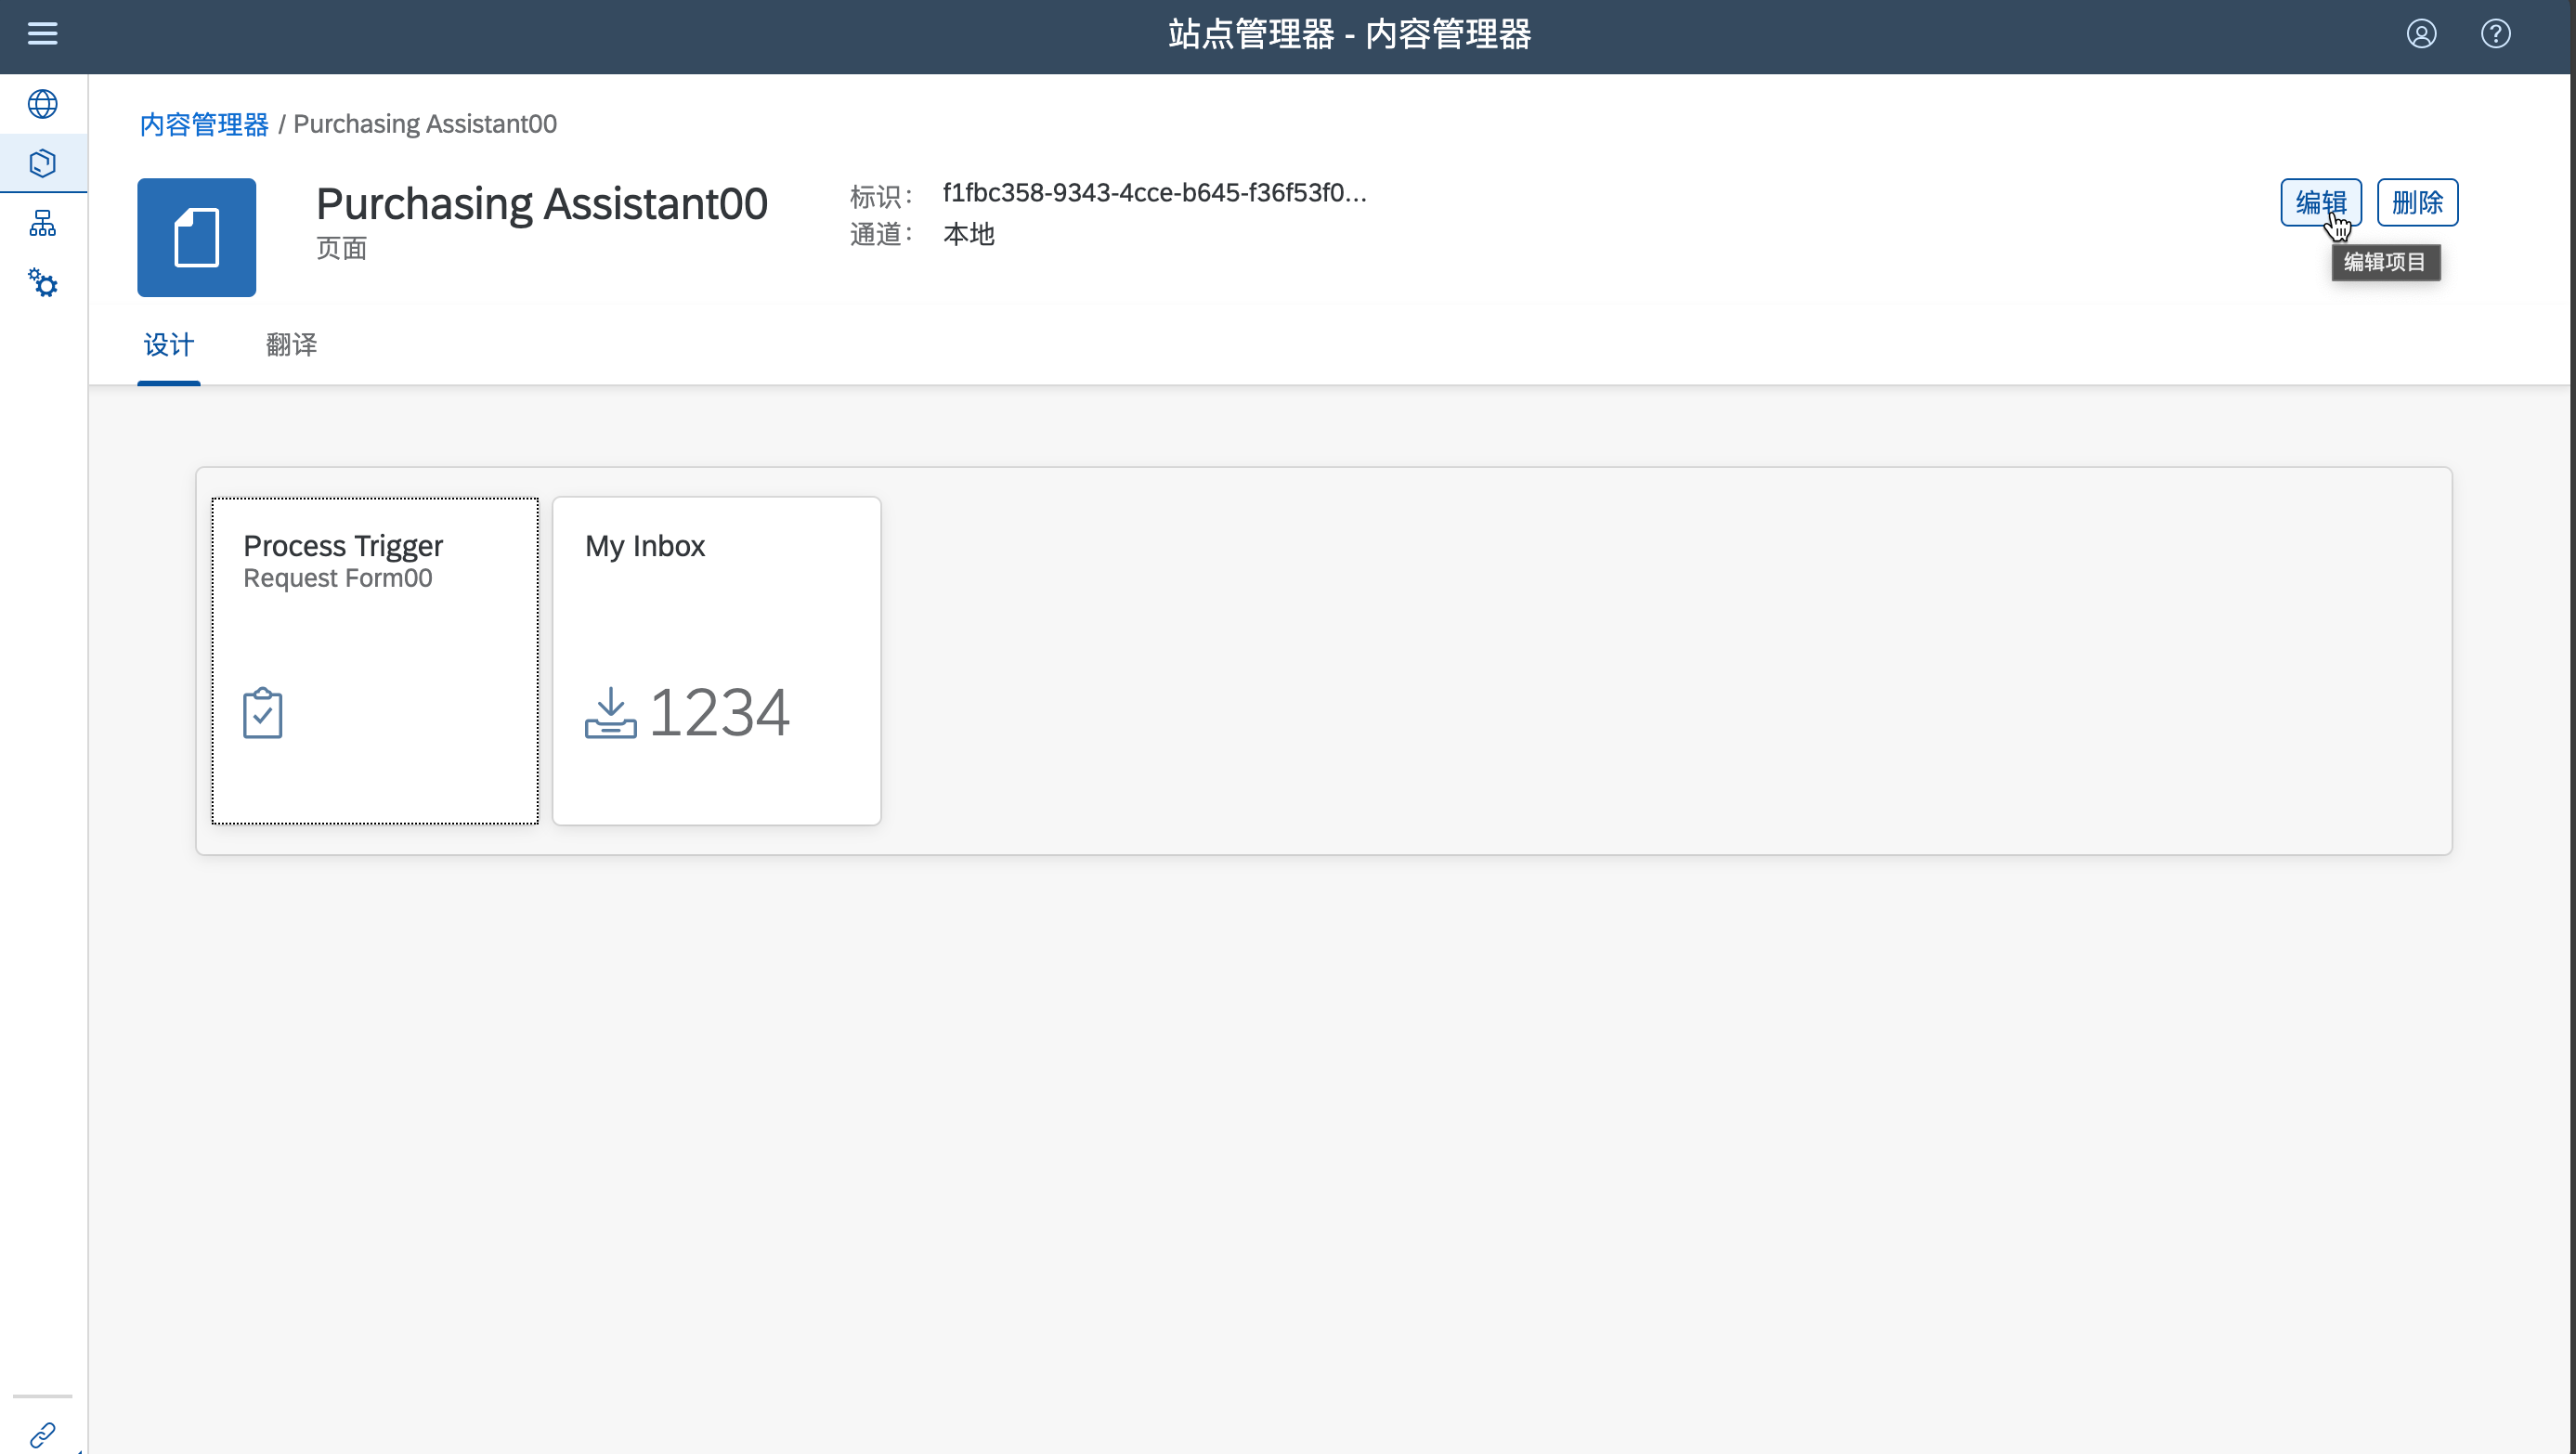 站点管理器 - 内容管理器
内容管理器 / Purchasing Assistant00
Purchasing Assistant00
页面
标识： f1fbc358-9343-4cce-b645-f36f53f0...
通道： 本地
编辑 删除
编辑项目
设计 翻译
Process Trigger
Request Form00
My Inbox
1234